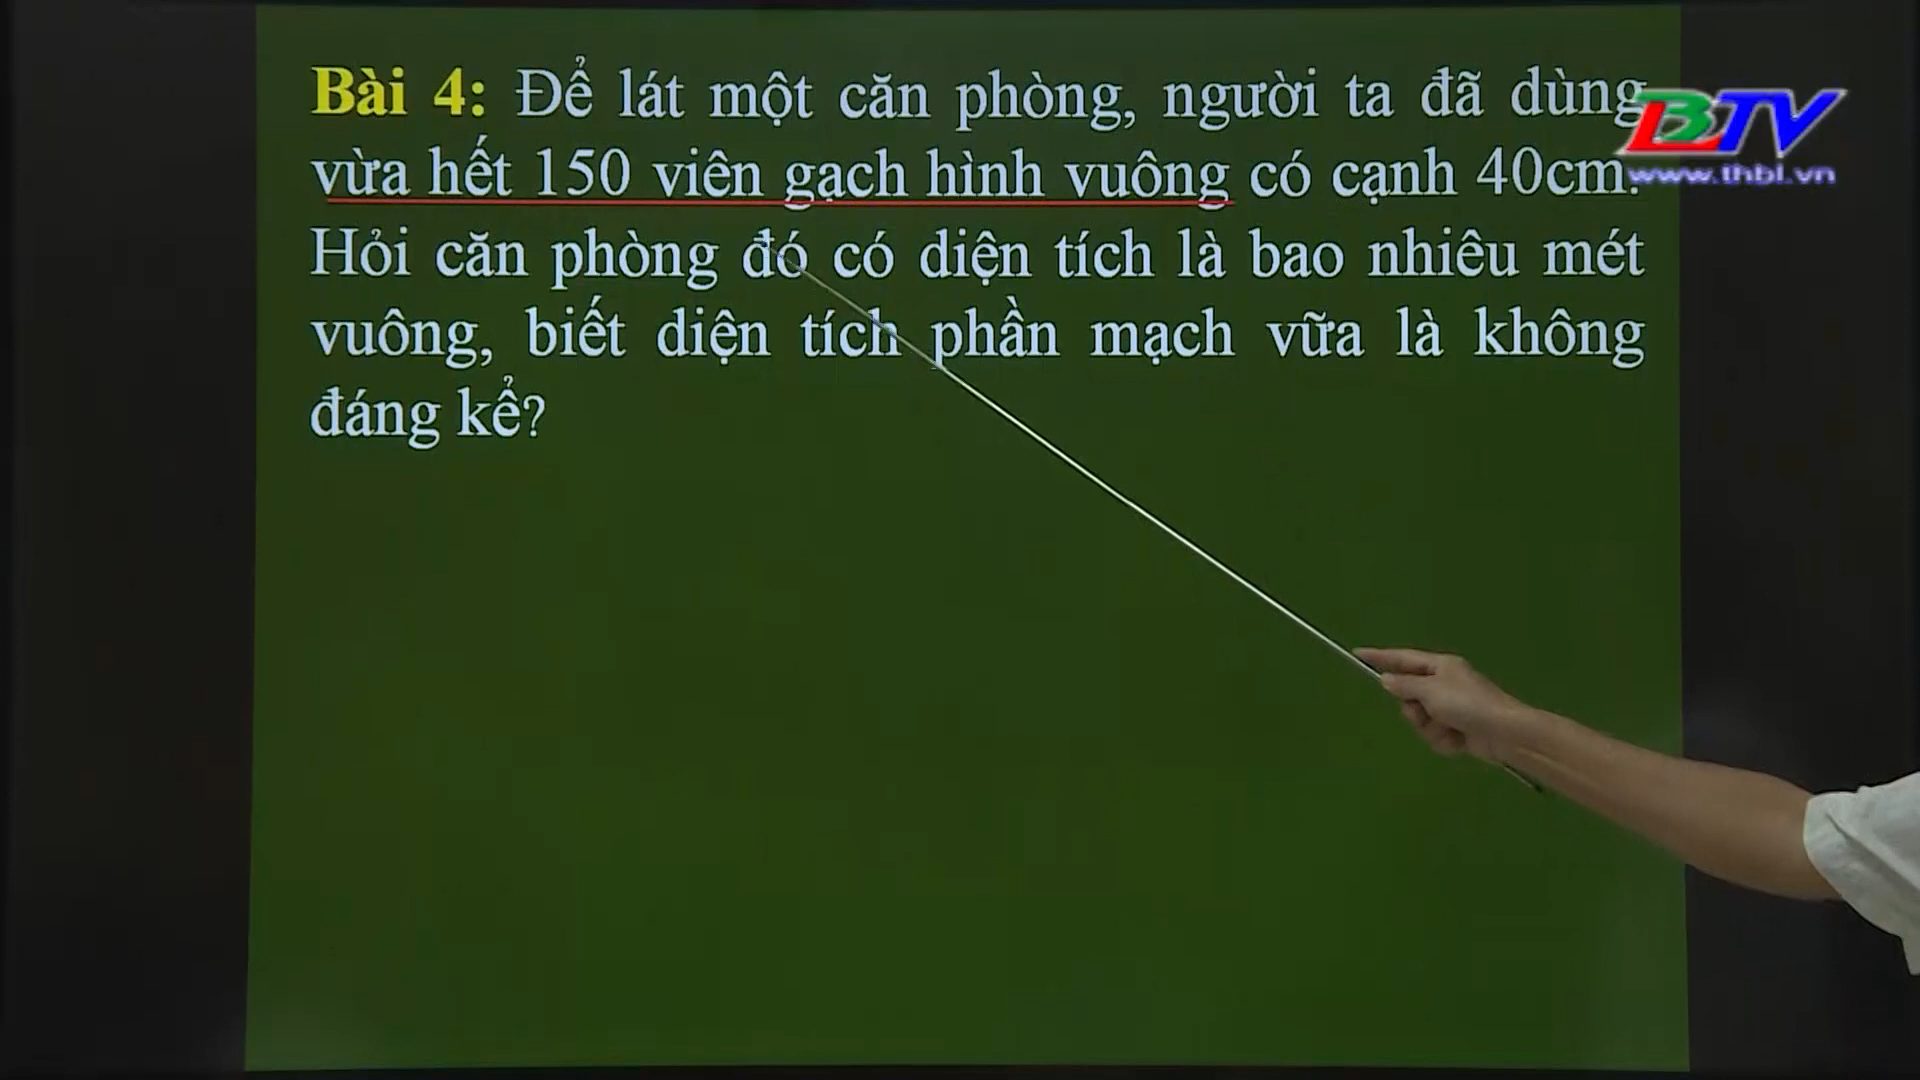 Bài 4: Để lát một căn phòng, người ta đã dùng
vừa hết 150 viên gạch hình vuông có cạnh 40cm.
Hỏi căn phòng đó có diện tích là bao nhiêu mét
vuông, biết diện tích phần mạch vữa là không
đáng kể?
BTV
www.thbl.vn